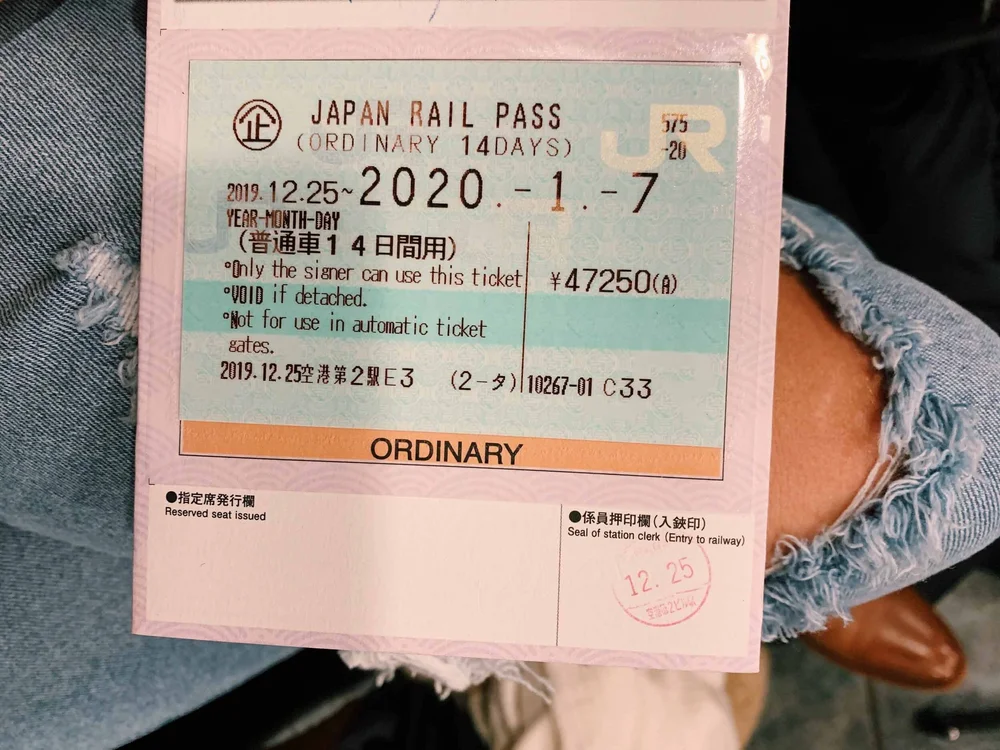 企 JAPAN RAIL PASS
(ORDINARY 14DAYS)
JR
575
-20
2019.12.25~2020.-1.-7
YEAR-MONTH-DAY
(普通車14日間用)
°Only the signer can use this ticket
¥47250(A)
°VOID if detached.
°Not for use in automatic ticket
gates.
2019.12.25空港第2駅E3 (2-タ) 10267-01 C33
ORDINARY
●指定席発行欄
Reserved seat issued
●係員押印欄(入鋏印)
Seal of station clerk (Entry to railway)
12.25